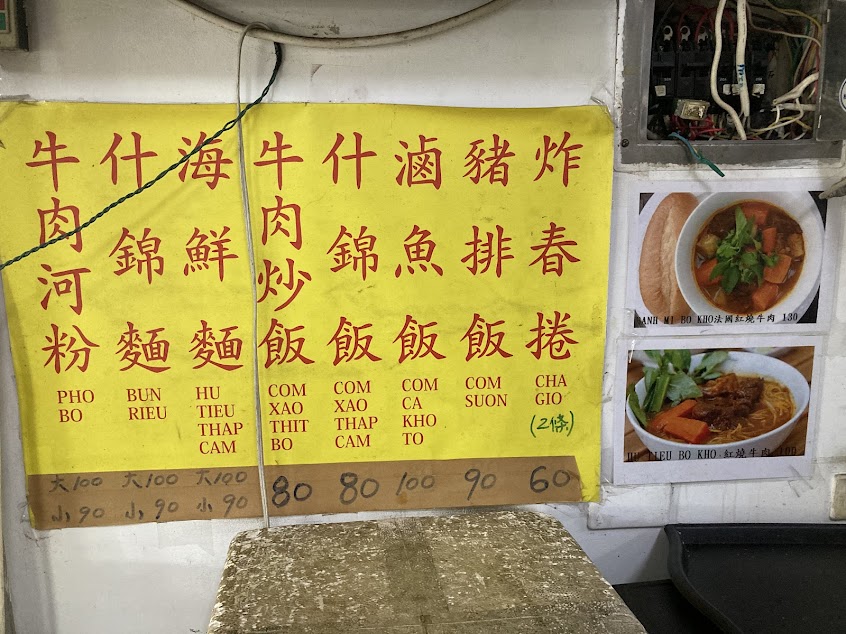 牛肉河粉
什錦麵
海鮮麵
牛肉炒飯
什錦飯
滷魚飯
豬排飯
炸春捲
PHO
BO
BUN
RIEU
HU
TIEU
THAP
CAM
COM
XAO
THIT
BO
COM
XAO
THAP
CAM
COM
CA
KHO
TO
COM
SUON
CHA
GIO
(2條)
大100
小90
大100
小90
大100
小90
80
80
100
90
60
BANH MI BO KHO法國紅燒牛肉 130
HU TIEU BO KHO 紅燒牛肉 100